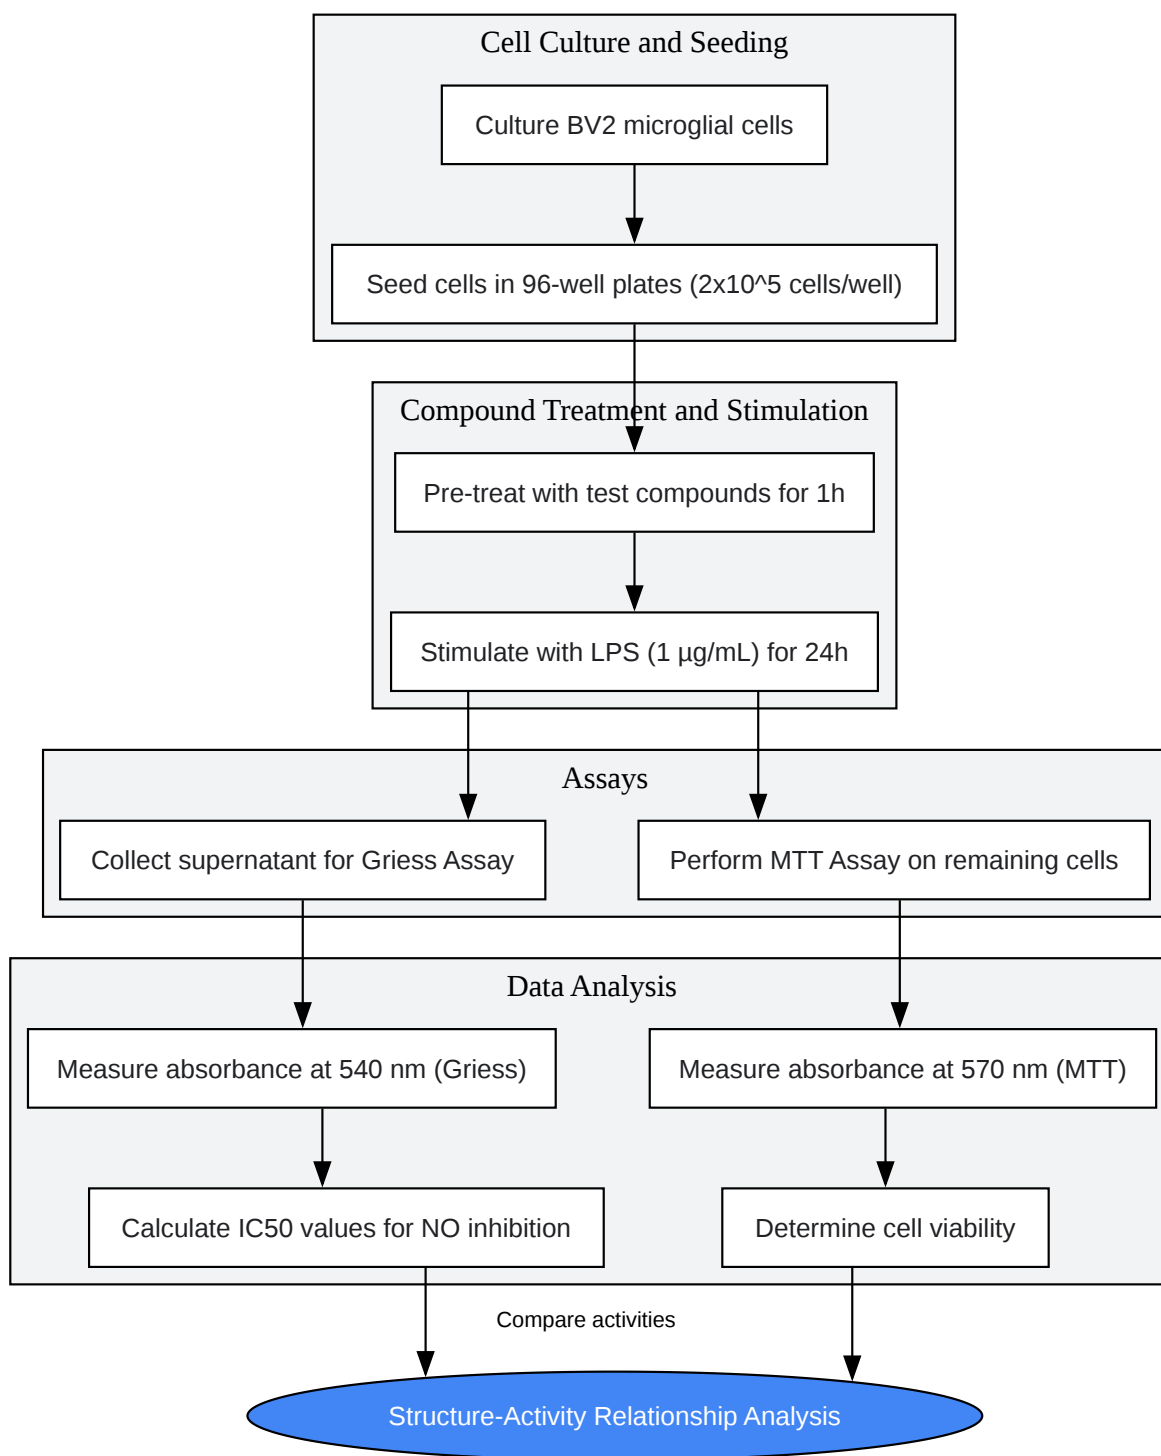 Cell Culture and Seeding
Culture BV2 microglial cells
Seed cells in 96-well plates (2x10^5 cells/well)
Compound Treatment and Stimulation
Pre-treat with test compounds for 1h
Stimulate with LPS (1 µg/mL) for 24h
Assays
Collect supernatant for Griess Assay
Perform MTT Assay on remaining cells
Data Analysis
Measure absorbance at 540 nm (Griess)
Measure absorbance at 570 nm (MTT)
Calculate IC50 values for NO inhibition
Determine cell viability
Compare activities
Structure-Activity Relationship Analysis